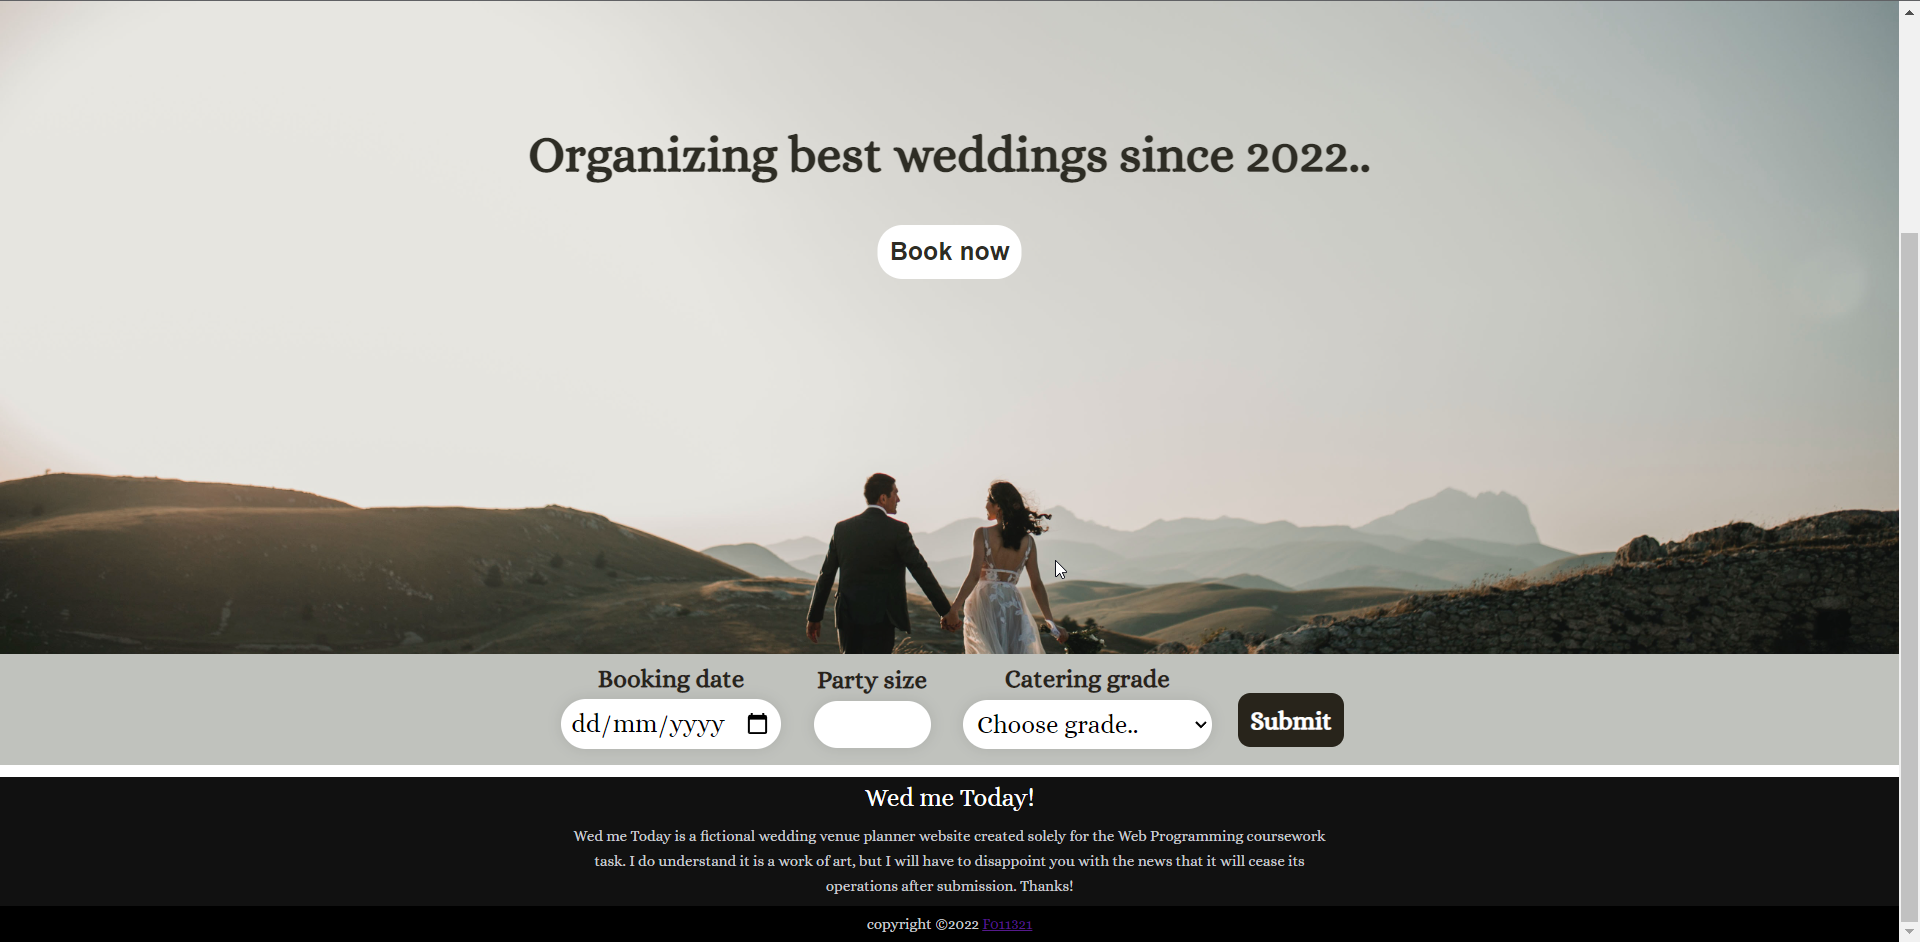 Organizing best weddings since 2022..
Book now
Booking date
Party size
Catering grade
dd/mm/yyyy
Choose grade..
Submit
Wed me Today!
Wed me Today is a fictional wedding venue planner website created solely for the Web Programming coursework
task. I do understand it is a work of art, but I will have to disappoint you with the news that it will cease its
operations after submission. Thanks!
copyright ©2022 F011321